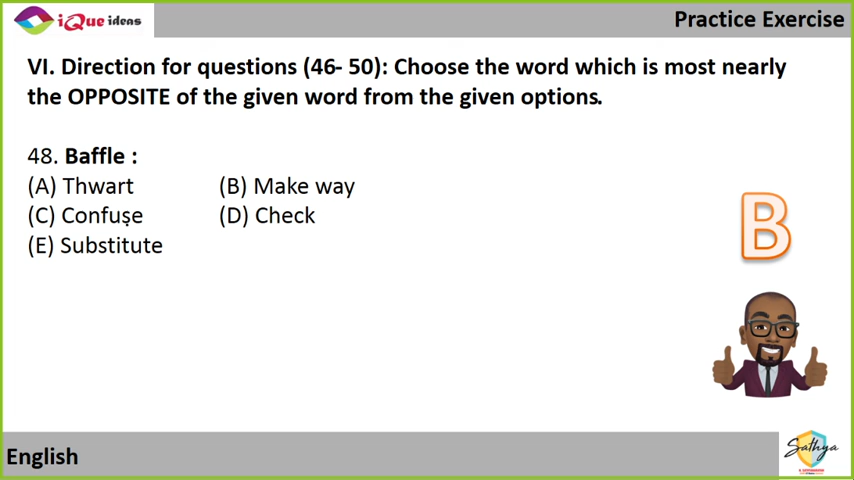 iQue ideas
Practice Exercise
VI. Direction for questions (46- 50): Choose the word which is most nearly
the OPPOSITE of the given word from the given options.
48. Baffle :
(A) Thwart (B) Make way
(C) Confuse (D) Check
(E) Substitute
B
English
Sathya